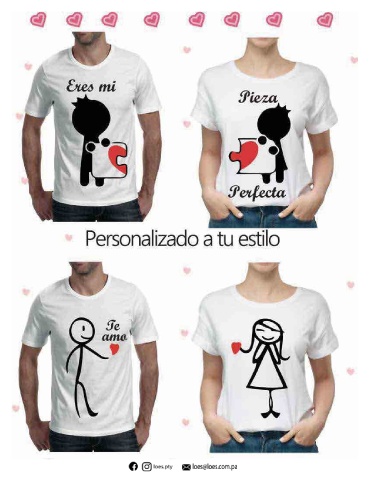 Eres mi
Pieza
Perfecta
Personalizado a tu estilo
Te
amo
loes.pty loes@loes.com.pa